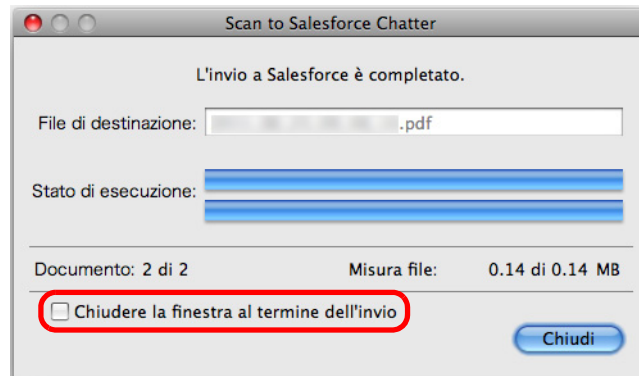 Scan to Salesforce Chatter
L'invio a Salesforce è completato.
File di destinazione: .pdf
Stato di esecuzione:
Documento: 2 di 2 Misura file: 0.14 di 0.14 MB
Chiudere la finestra al termine dell'invio
Chiudi